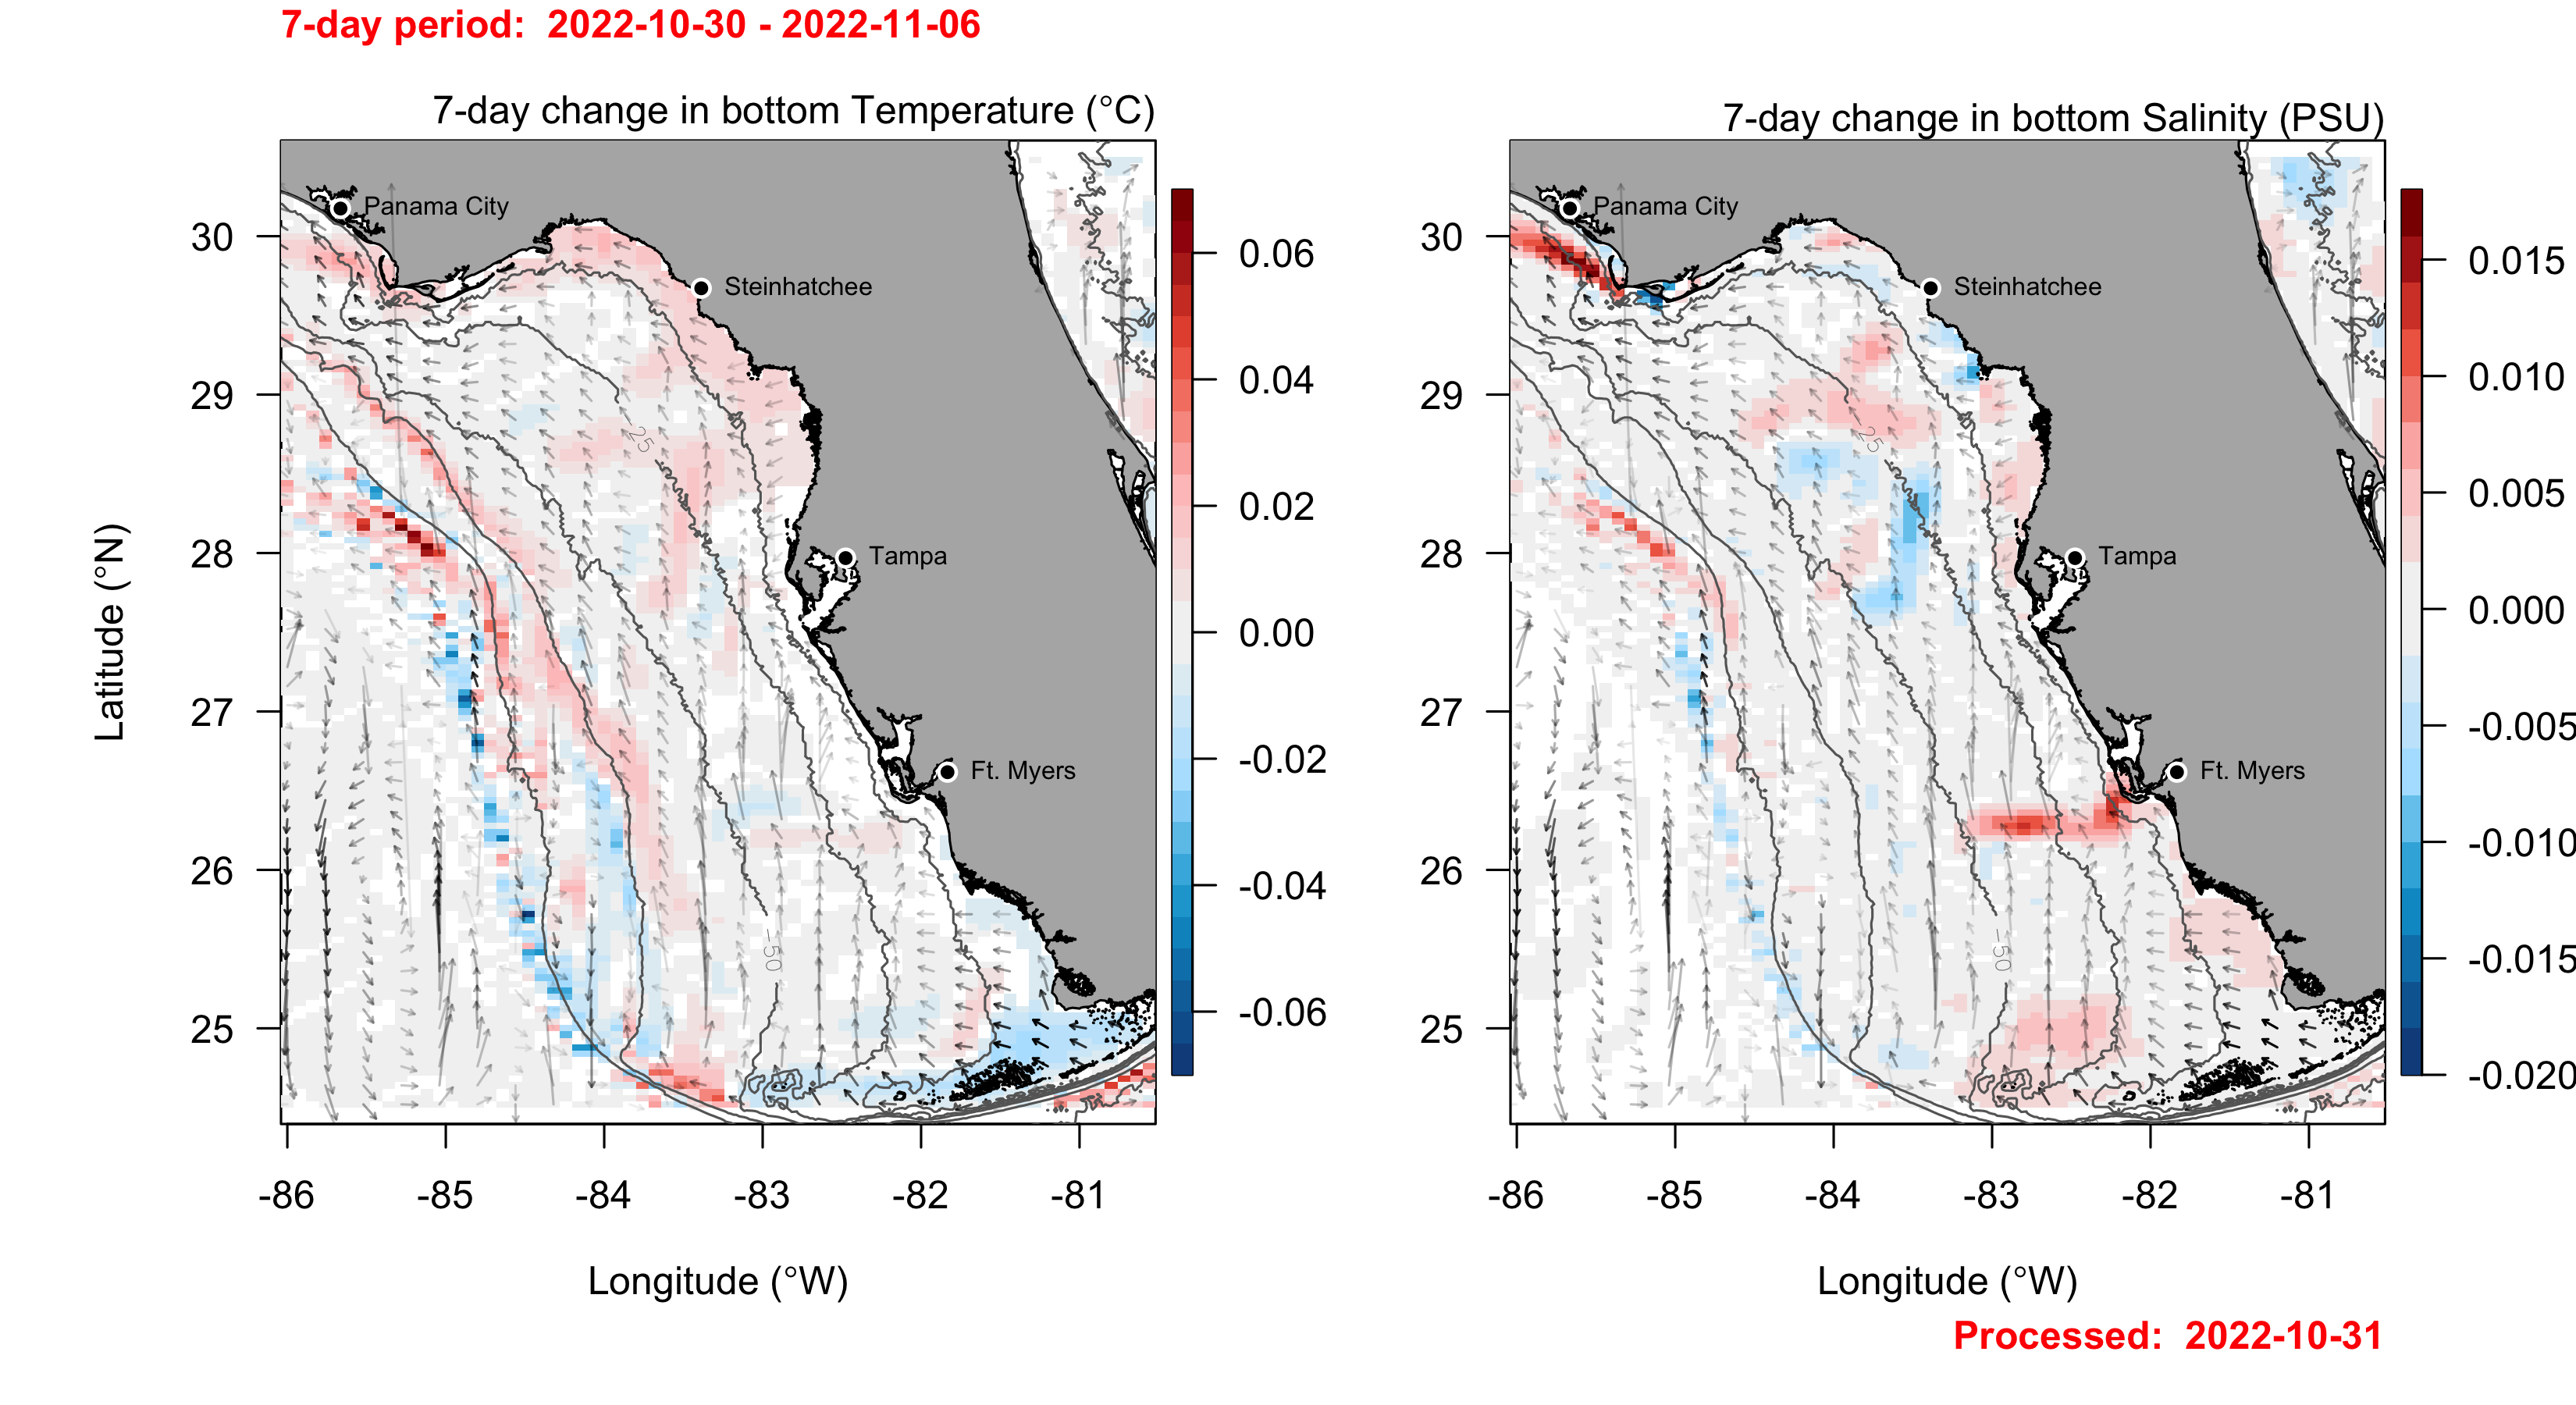 7-day period:  2022-10-30 - 2022-11-06
7-day change in bottom Temperature (°C)
Panama City
Steinhatchee
Tampa
Ft. Myers
-25
-50
30
29
28
27
26
25
Latitude (°N)
-86 -85 -84 -83 -82 -81
Longitude (°W)
0.06
0.04
0.02
0.00
-0.02
-0.04
-0.06
7-day change in bottom Salinity (PSU)
Panama City
Steinhatchee
Tampa
Ft. Myers
-25
-50
30
29
28
27
26
25
-86 -85 -84 -83 -82 -81
Longitude (°W)
0.015
0.010
0.005
0.000
-0.005
-0.010
-0.015
-0.020
Processed:  2022-10-31